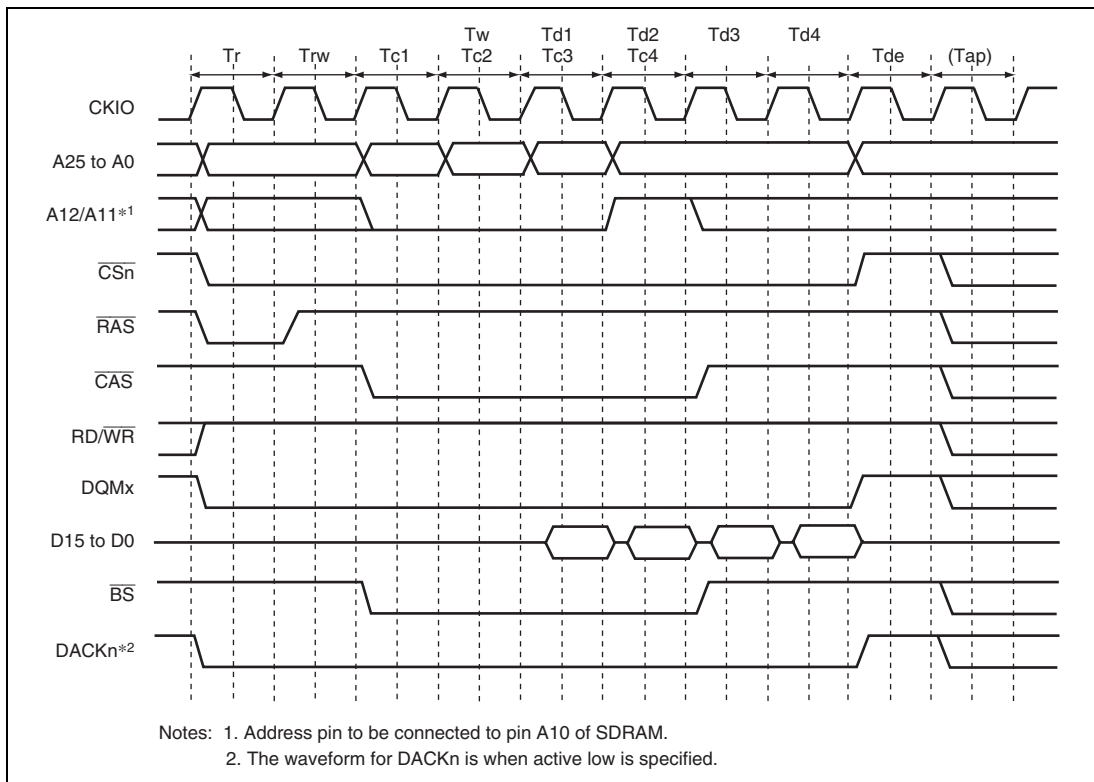 Tw Td1 Td2 Td3 Td4
Tr Trw Tc1 Tc2 Tc3 Tc4 Tde (Tap)
CKIO
A25 to A0
A12/A11*1
CSn
RAS
CAS
RD/WR
DQMx
D15 to D0
BS
DACKn*2
Notes: 1. Address pin to be connected to pin A10 of SDRAM.
2. The waveform for DACKn is when active low is specified.